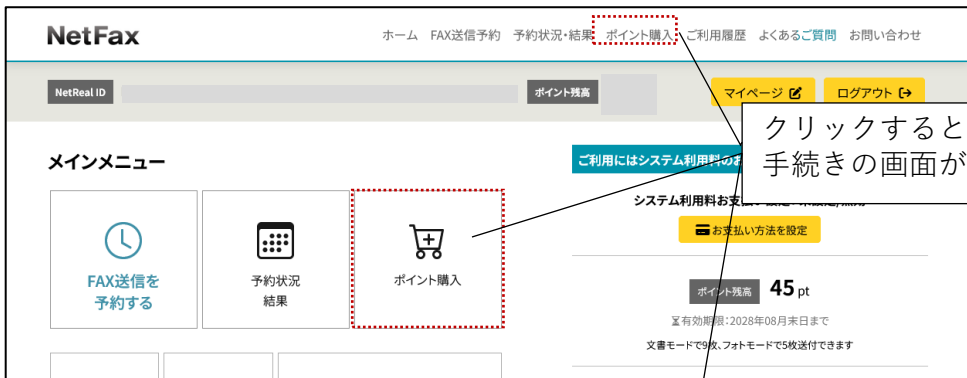 NetFax
ホーム FAX送信予約 予約状況・結果 ポイント購入 ご利用履歴 よくあるご質問 お問い合わせ
NetReal ID
ポイント残高
マイページ
ログアウト
クリックすると
手続きの画面が
メインメニュー
ご利用にはシステム利用料のお
システム利用料お支払い
お支払い方法を設定
FAX送信を
予約する
予約状況
結果
ポイント購入
ポイント残高 45 pt
有効期限:2028年08月末日まで
文書モードで9枚、フォトモードで5枚送付できます